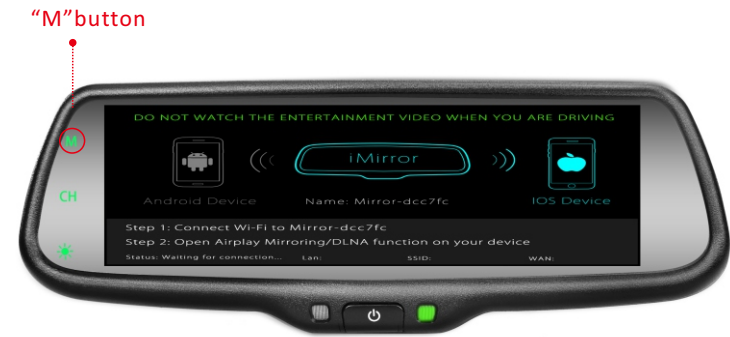 “M”button
DO NOT WATCH THE ENTERTAINMENT VIDEO WHEN YOU ARE DRIVING
M
iMirror
CH
Android Device
Name: Mirror-dcc7fc
IOS Device
Step 1: Connect Wi-Fi to Mirror-dcc7fc
Step 2: Open Airplay Mirroring/DLNA function on your device
Status: Waiting for connection... Lan: SSID: WAN: